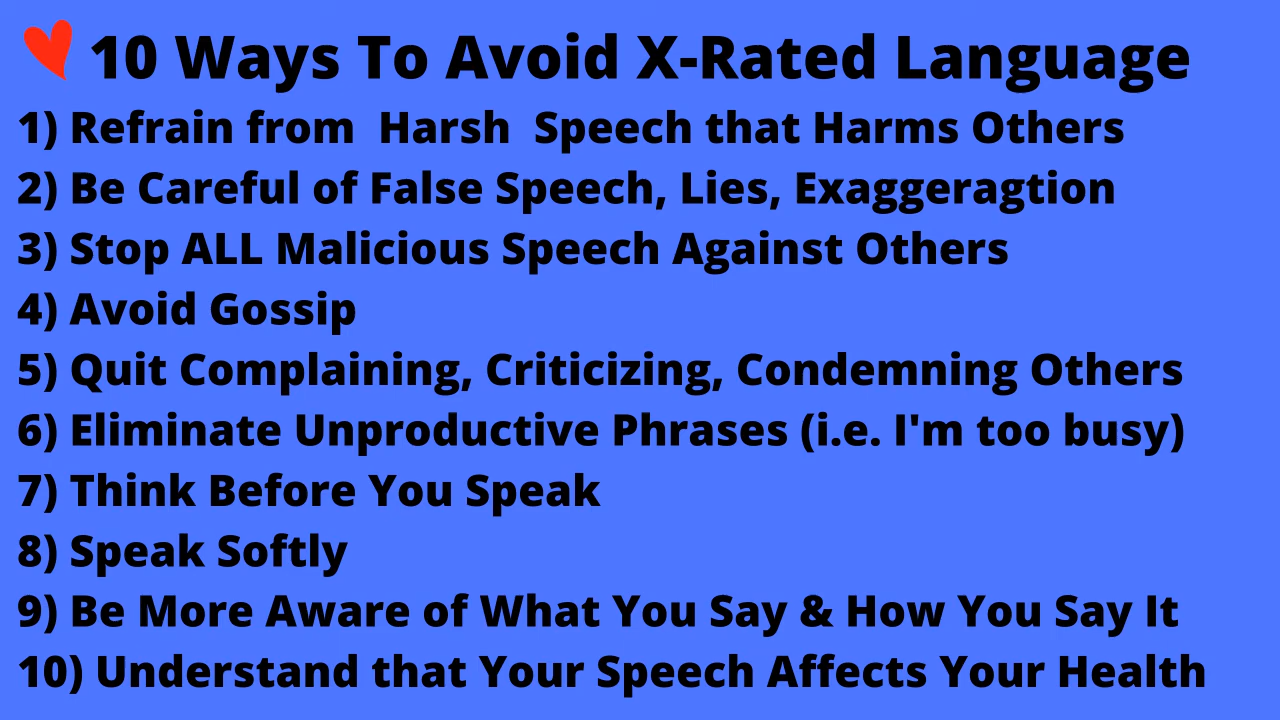 10 Ways To Avoid X-Rated Language
1) Refrain from Harsh Speech that Harms Others
2) Be Careful of False Speech, Lies, Exaggeragtion
3) Stop ALL Malicious Speech Against Others
4) Avoid Gossip
5) Quit Complaining, Criticizing, Condemning Others
6) Eliminate Unproductive Phrases (i.e. I'm too busy)
7) Think Before You Speak
8) Speak Softly
9) Be More Aware of What You Say & How You Say It
10) Understand that Your Speech Affects Your Health